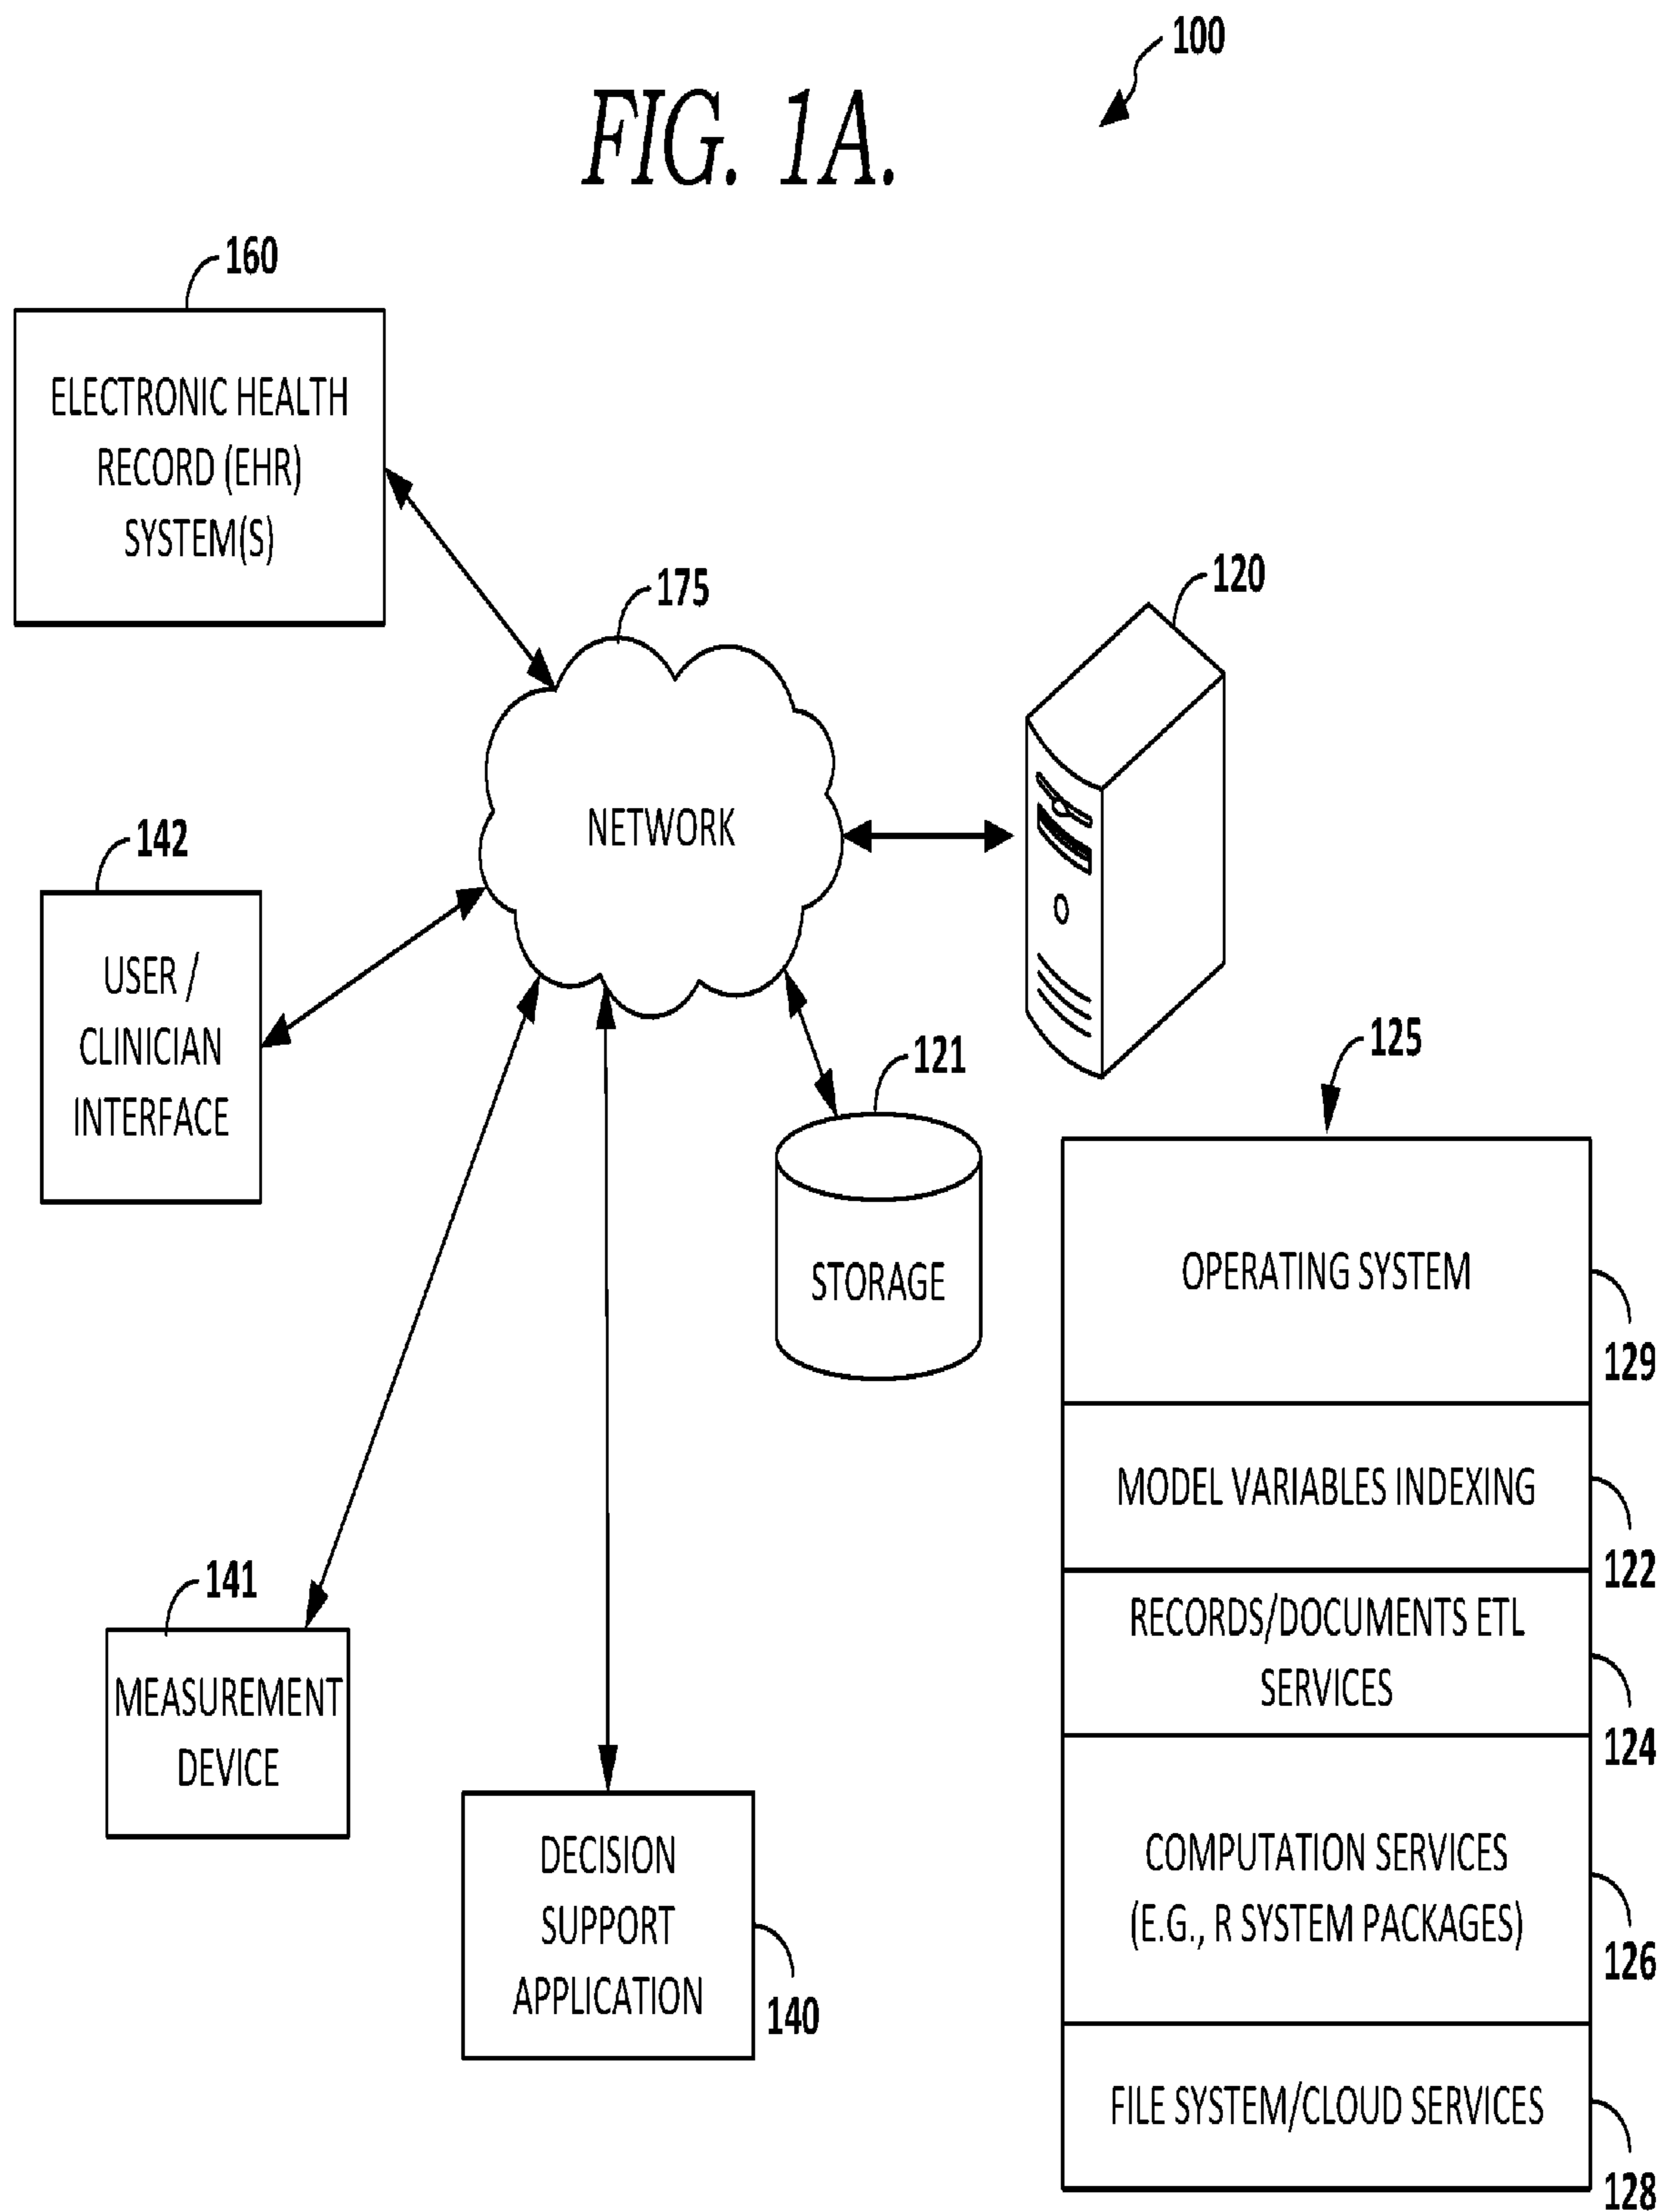 100
FIG. 1A.
160
ELECTRONIC HEALTH
RECORD (EHR)
SYSTEM(S)
175
120
NETWORK
142
USER /
CLINICIAN
INTERFACE
121
STORAGE
125
OPERATING SYSTEM
129
MODEL VARIABLES INDEXING
122
RECORDS/DOCUMENTS ETL
SERVICES
124
COMPUTATION SERVICES
(E.G., R SYSTEM PACKAGES)
126
FILE SYSTEM/CLOUD SERVICES
128
141
MEASUREMENT
DEVICE
DECISION
SUPPORT
APPLICATION
140